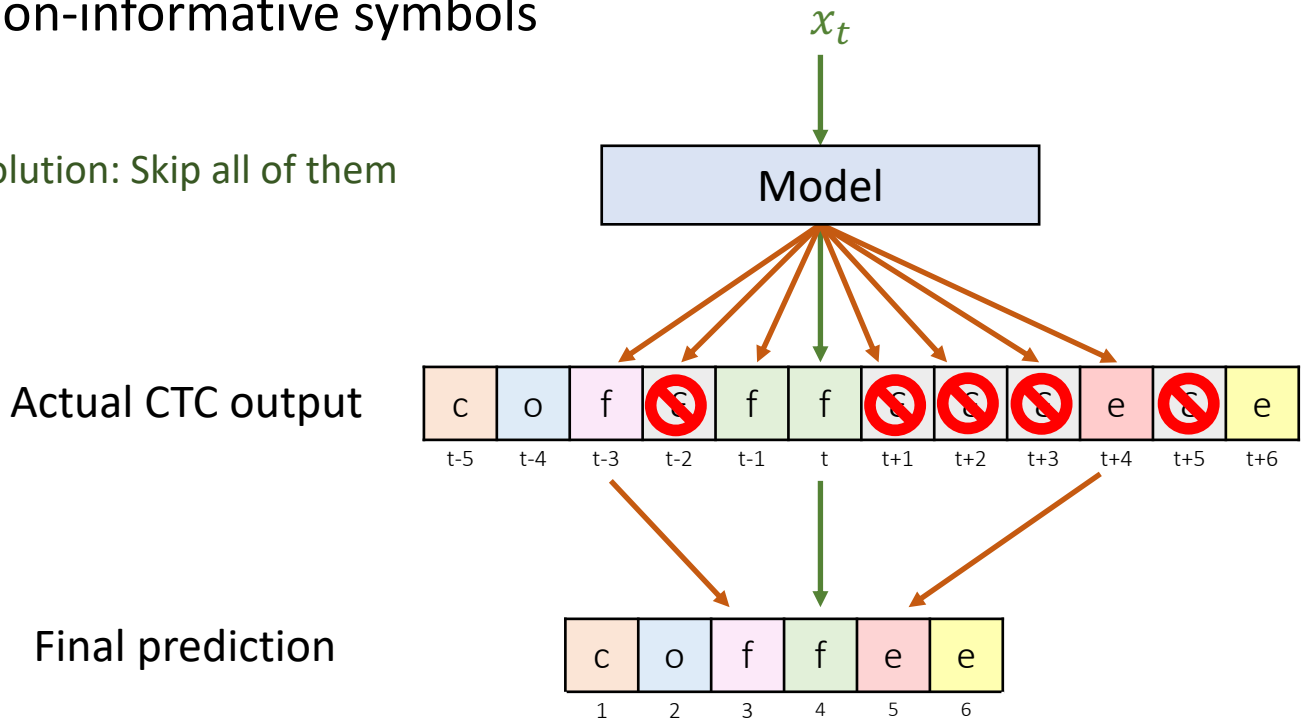 on-informative symbols
x_t
olution: Skip all of them
Model
Actual CTC output
c o f f f e e
t-5 t-4 t-3 t-2 t-1 t t+1 t+2 t+3 t+4 t+5 t+6
Final prediction
c o f f e e
1 2 3 4 5 6